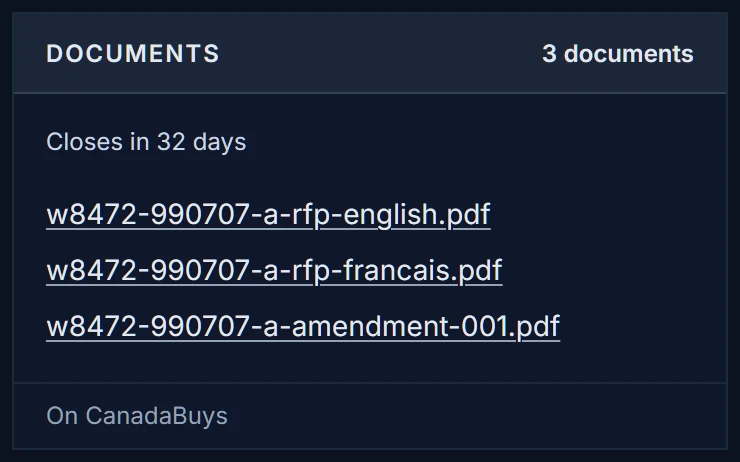 DOCUMENTS 3 documents
Closes in 32 days
w8472-990707-a-rfp-english.pdf
w8472-990707-a-rfp-francais.pdf
w8472-990707-a-amendment-001.pdf
On CanadaBuys